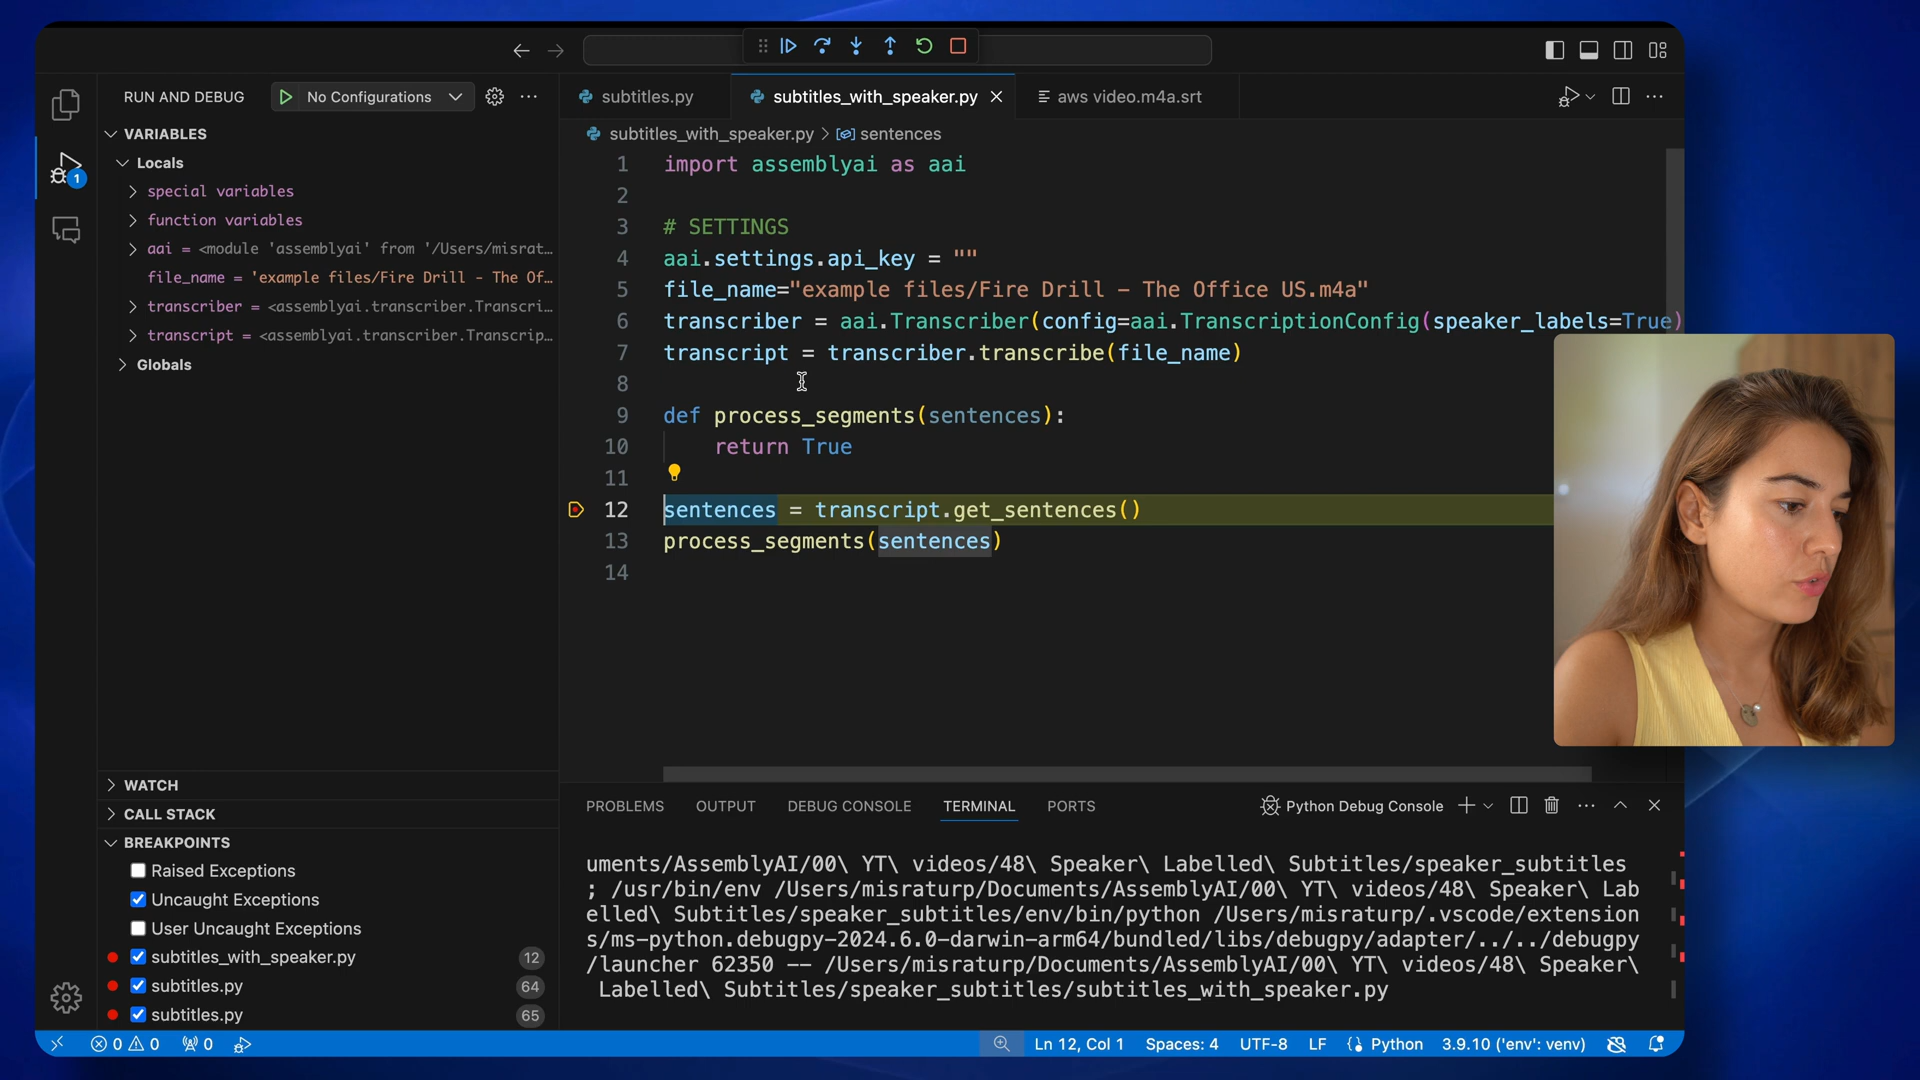 RUN AND DEBUG
No Configurations
VARIABLES
Locals
special variables
function variables
aai = <module 'assemblyai' from '/Users/misrat…
file_name = 'example files/Fire Drill - The Of…
transcriber = <assemblyai.transcriber.Transcri…
transcript = <assemblyai.transcriber.Transcrip…
Globals
WATCH
CALL STACK
BREAKPOINTS
Raised Exceptions
Uncaught Exceptions
User Uncaught Exceptions
subtitles_with_speaker.py 12
subtitles.py 64
subtitles.py 65
1
subtitles.py
subtitles_with_speaker.py
aws video.m4a.srt
subtitles_with_speaker.py > sentences
1 import assemblyai as aai
2
3 # SETTINGS
4 aai.settings.api_key = ""
5 file_name="example files/Fire Drill – The Office US.m4a"
6 transcriber = aai.Transcriber(config=aai.TranscriptionConfig(speaker_labels=True)
7 transcript = transcriber.transcribe(file_name)
8
9 def process_segments(sentences):
10 return True
11
12 sentences = transcript.get_sentences()
13 process_segments(sentences)
14
PROBLEMS OUTPUT DEBUG CONSOLE TERMINAL PORTS
Python Debug Console
uments/AssemblyAI/00\ YT\ videos/48\ Speaker\ Labelled\ Subtitles/speaker_subtitles
; /usr/bin/env /Users/misraturp/Documents/AssemblyAI/00\ YT\ videos/48\ Speaker\ Lab
elled\ Subtitles/speaker_subtitles/env/bin/python /Users/misraturp/.vscode/extension
s/ms-python.debugpy-2024.6.0-darwin-arm64/bundled/libs/debugpy/adapter/../../debugpy
/launcher 62350 -- /Users/misraturp/Documents/AssemblyAI/00\ YT\ videos/48\ Speaker\
Labelled\ Subtitles/speaker_subtitles/subtitles_with_speaker.py
0 0 0
Ln 12, Col 1 Spaces: 4 UTF-8 LF Python 3.9.10 ('env': venv)